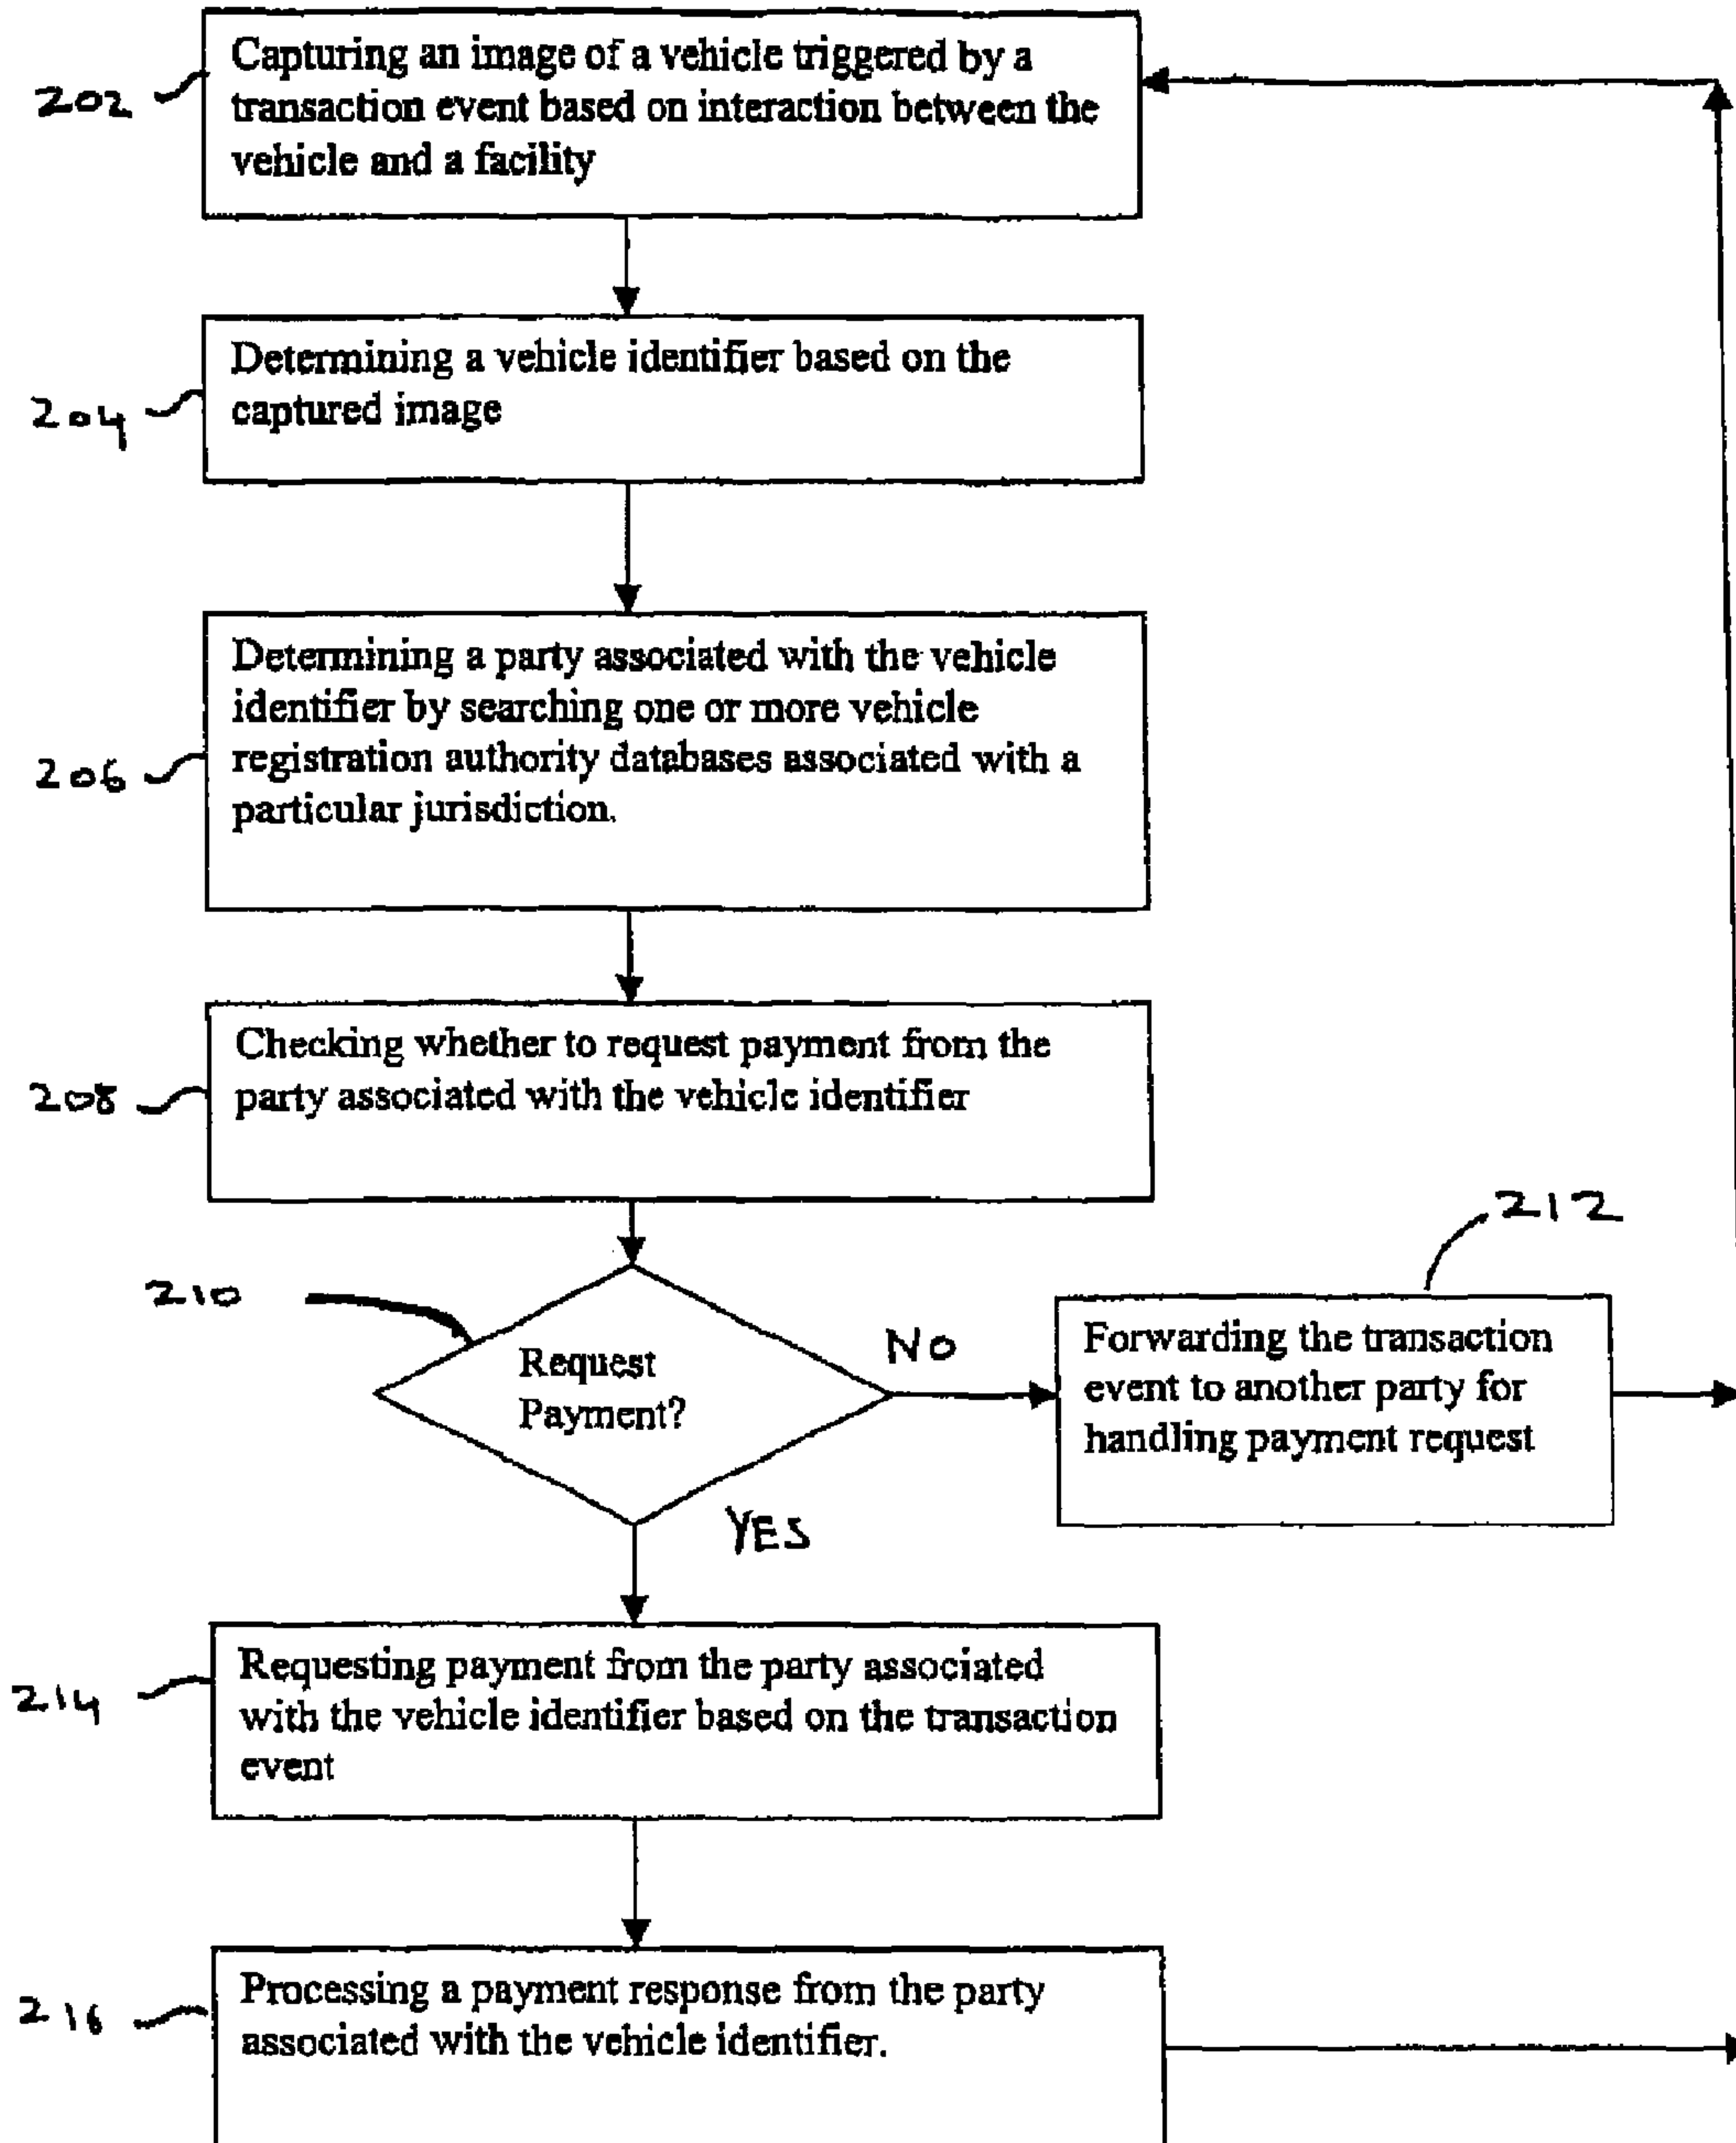 202
Capturing an image of a vehicle triggered by a
transaction event based on interaction between the
vehicle and a facility
204
Determining a vehicle identifier based on the
captured image
206
Determining a party associated with the vehicle
identifier by searching one or more vehicle
registration authority databases associated with a
particular jurisdiction.
208
Checking whether to request payment from the
party associated with the vehicle identifier
210
Request
Payment?
NO
YES
212
Forwarding the transaction
event to another party for
handling payment request
214
Requesting payment from the party associated
with the vehicle identifier based on the transaction
event
216
Processing a payment response from the party
associated with the vehicle identifier.